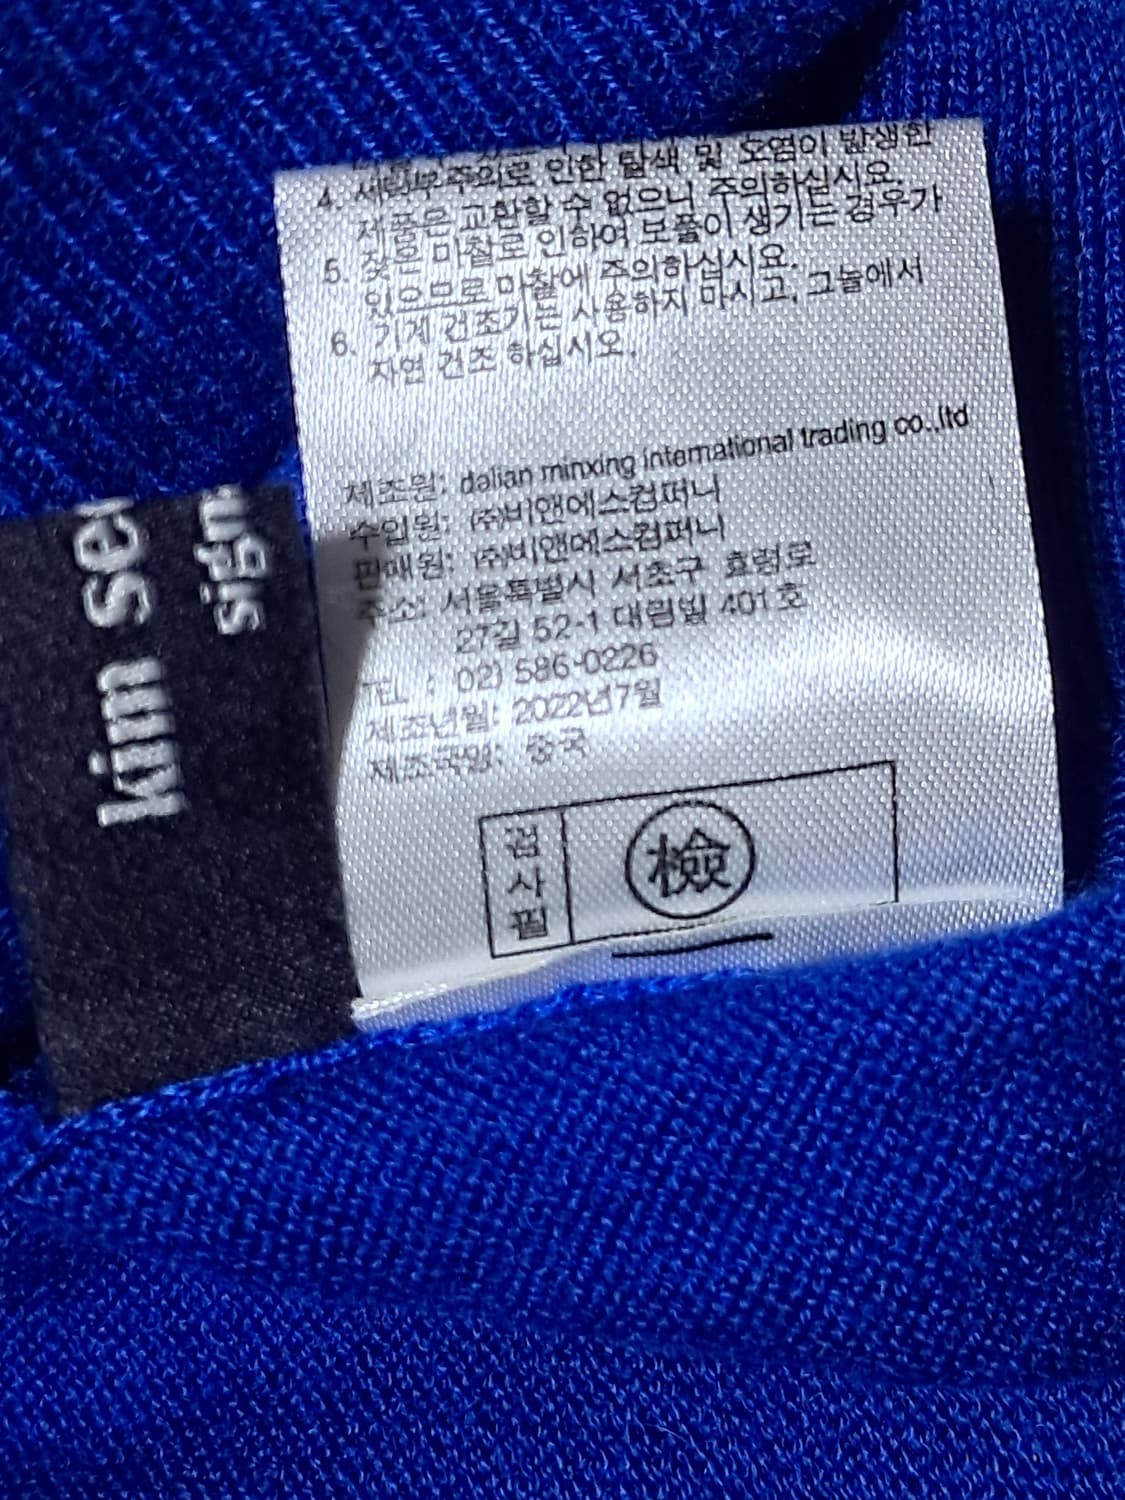 4. 세탁부주의로 인한 탈색 및 오염이 발생한
제품은 교환할 수 없으니 주의하십시요.
5. 잦은 마찰로 인하여 보풀이 생기는 경우가
있으므로 마찰에 주의하십시요.
6. 기계 건조기는 사용하지 마시고, 그늘에서
자연 건조 하십시오.
제조원: dalian minxing international trading co.,ltd
수입원: (주)비앤에스컴퍼니
판매원: (주)비앤에스컴퍼니
주소: 서울특별시 서초구 효령로
27길 52-1 대림빌 401호
TEL : 02) 586-0226
제조년월: 2022년7월
제조국명: 중국
검사필
檢
kim se
sign